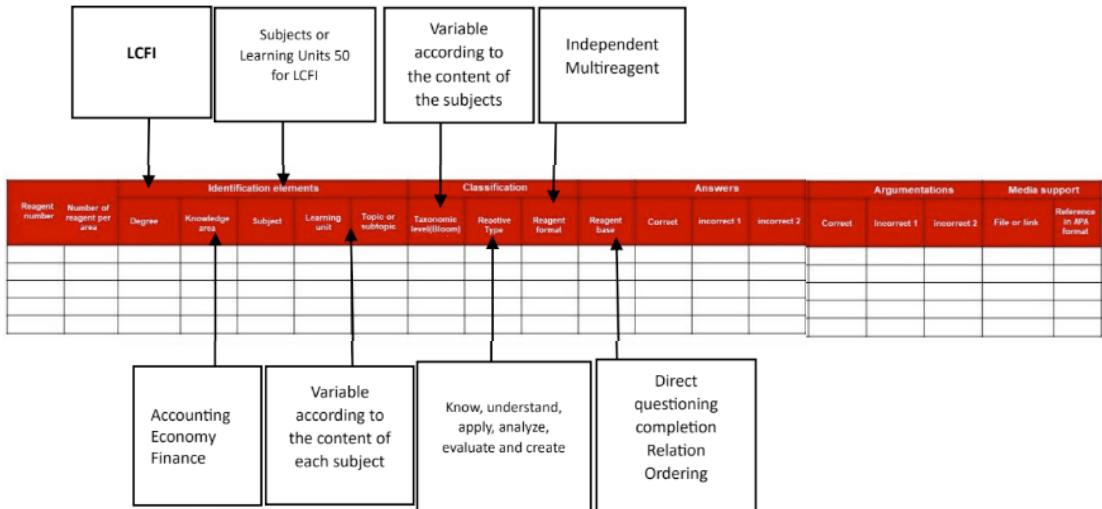 LCFI
Subjects or
Learning Units 50
for LCFI
Variable
according to
the content of
the subjects
Independent
Multireagent
Identification elements
Classification
Answers
Argumentations
Media support
Reagent
number
Number of
reagent per
area
Degree
Knowledge
area
Subject
Learning
unit
Topic or
subtopic
Taxonomic
level(Bloom)
Reactive
Type
Reagent
format
Reagent
base
Correct
incorrect 1
incorrect 2
Correct
Incorrect 1
incorrect 2
File or link
Reference
in APA
format
Accounting
Economy
Finance
Variable
according to
the content of
each subject
Know, understand,
apply, analyze,
evaluate and create
Direct
questioning
completion
Relation
Ordering